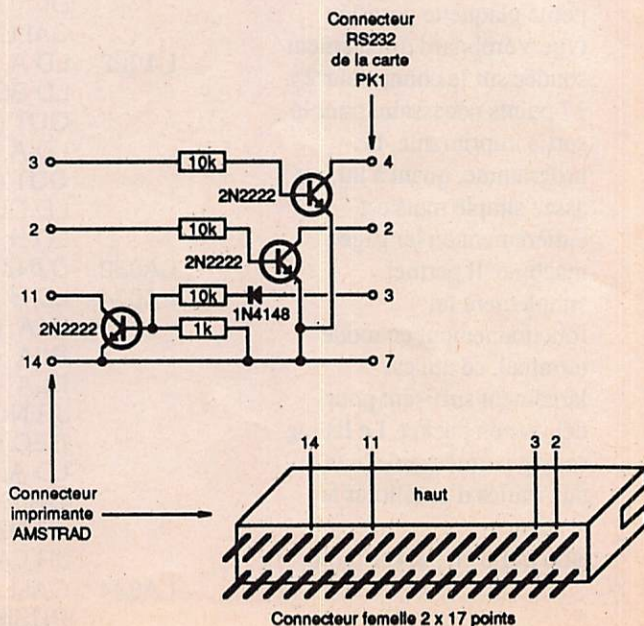 Connecteur
RS232
de la carte
PK1
3
10k
4
2N2222
2
10k
2
2N2222
11
10k
3
1N4148
2N2222
1k
14
7
14
11
3
2
haut
Connecteur
imprimante
AMSTRAD
Connecteur femelle 2 x 17 points